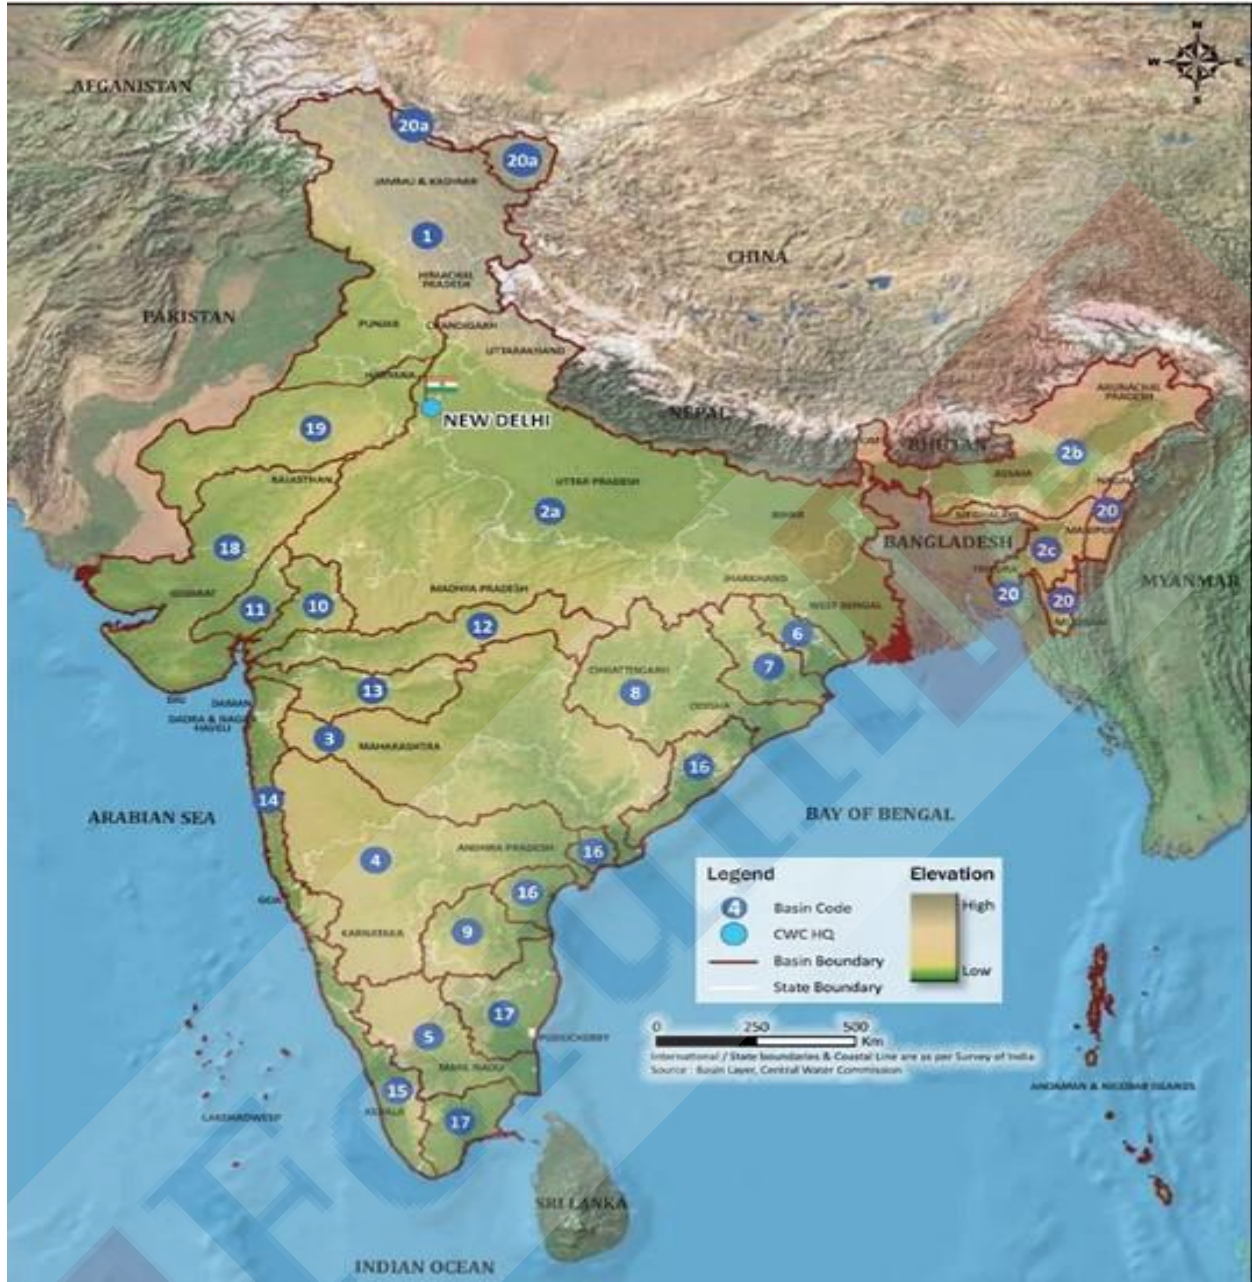 N
W E
S
AFGANISTAN
20a
20a
JAMMU & KASHMIR
1
CHINA
HIMACHAL
PRADESH
PAKISTAN
PUNJAB
CHANDIGARH
UTTARAKHAND
HARYANA
ARUNACHAL
PRADESH
NEW DELHI
NEPAL
19
BHUTAN
2b
RAJASTHAN
ASSAM
UTTAR PRADESH
2a
BIHAR
MEGHALAYA
20
MANIPUR
BANGLADESH
2c
18
TRIPURA
MYANMAR
JHARKHAND
MADHYA PRADESH
GUJARAT
11
10
WEST BENGAL
20
20
MIZORAM
12
6
7
CHHATTISGARH
8
13
DIU
DAMAN
DADRA & NAGAR
HAVELI
ODISHA
3
MAHARASHTRA
16
14
ARABIAN SEA
BAY OF BENGAL
ANDHRA PRADESH
16
4
Legend
Elevation
16
4 Basin Code
High
GOA
9
CWC HQ
KARNATAKA
Basin Boundary
Low
State Boundary
17
0 250 500
Km
5
PUDUCHERRY
International / State boundaries & Coastal Line are as per Survey of India
Source : Basin Layer, Central Water Commission
TAMIL NADU
15
KERALA
ANDAMAN & NICOBAR ISLANDS
LAKSHADWEEP
17
SRI LANKA
INDIAN OCEAN